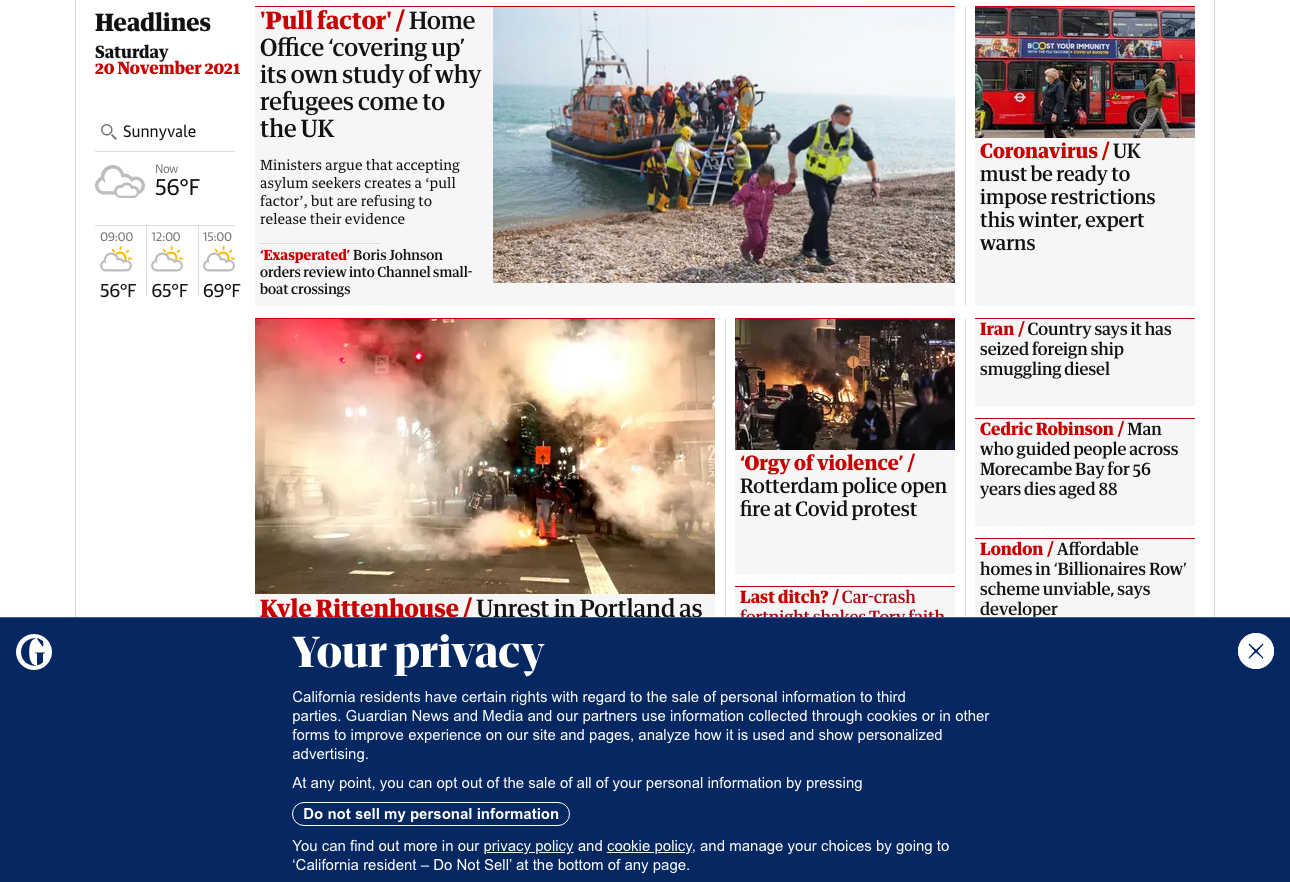 Headlines
Saturday
20 November 2021
Sunnyvale
Now
56°F
09:00
12:00
15:00
56°F
65°F
69°F
'Pull factor' / Home
Office ‘covering up’
its own study of why
refugees come to
the UK
Ministers argue that accepting
asylum seekers creates a ‘pull
factor’, but are refusing to
release their evidence
‘Exasperated’ Boris Johnson
orders review into Channel small-
boat crossings
BOOST YOUR IMMUNITY
Coronavirus / UK
must be ready to
impose restrictions
this winter, expert
warns
Kyle Rittenhouse / Unrest in Portland as
‘Orgy of violence’ /
Rotterdam police open
fire at Covid protest
Last ditch? / Car-crash
fortnight shakes Tory faith
Iran / Country says it has
seized foreign ship
smuggling diesel
Cedric Robinson / Man
who guided people across
Morecambe Bay for 56
years dies aged 88
London / Affordable
homes in ‘Billionaires Row’
scheme unviable, says
developer
G
Your privacy
California residents have certain rights with regard to the sale of personal information to third
parties. Guardian News and Media and our partners use information collected through cookies or in other
forms to improve experience on our site and pages, analyze how it is used and show personalized
advertising.
At any point, you can opt out of the sale of all of your personal information by pressing
Do not sell my personal information
You can find out more in our privacy policy and cookie policy, and manage your choices by going to
‘California resident – Do Not Sell’ at the bottom of any page.